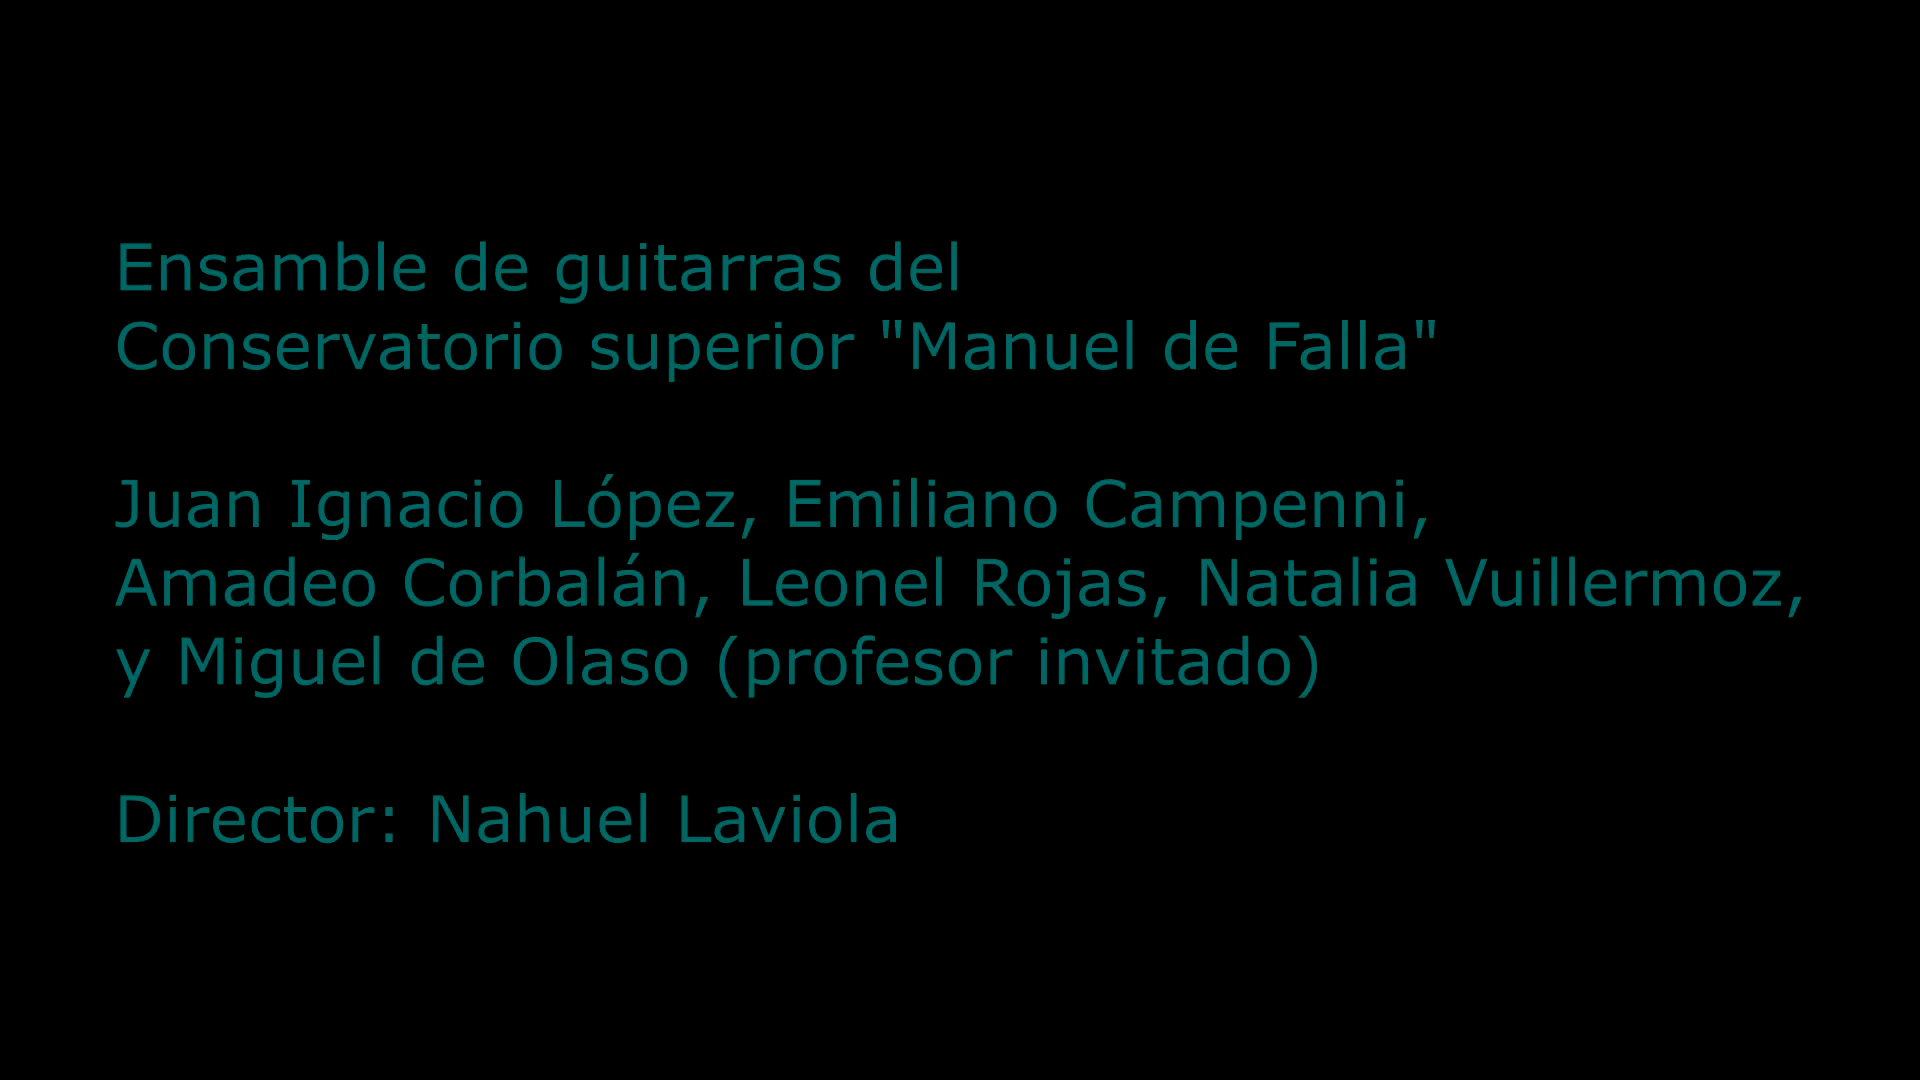 Ensamble de guitarras del
Conservatorio superior "Manuel de Falla"
Juan Ignacio López, Emiliano Campenni,
Amadeo Corbalán, Leonel Rojas, Natalia Vuillermoz,
y Miguel de Olaso (profesor invitado)
Director: Nahuel Laviola